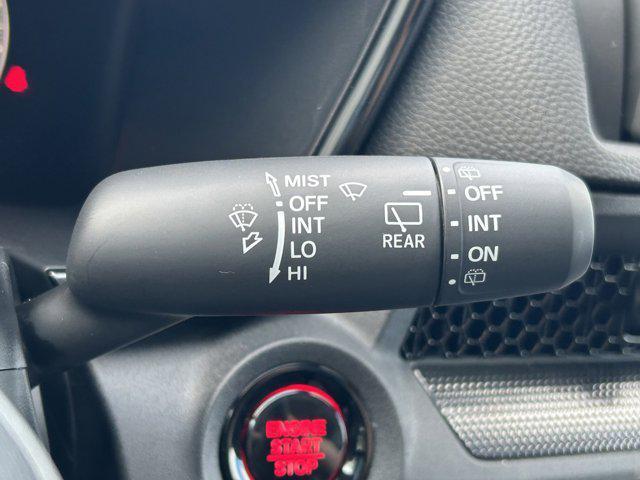 MIST
OFF
INT
LO
HI
REAR
OFF
INT
ON
ENGINE
START
STOP